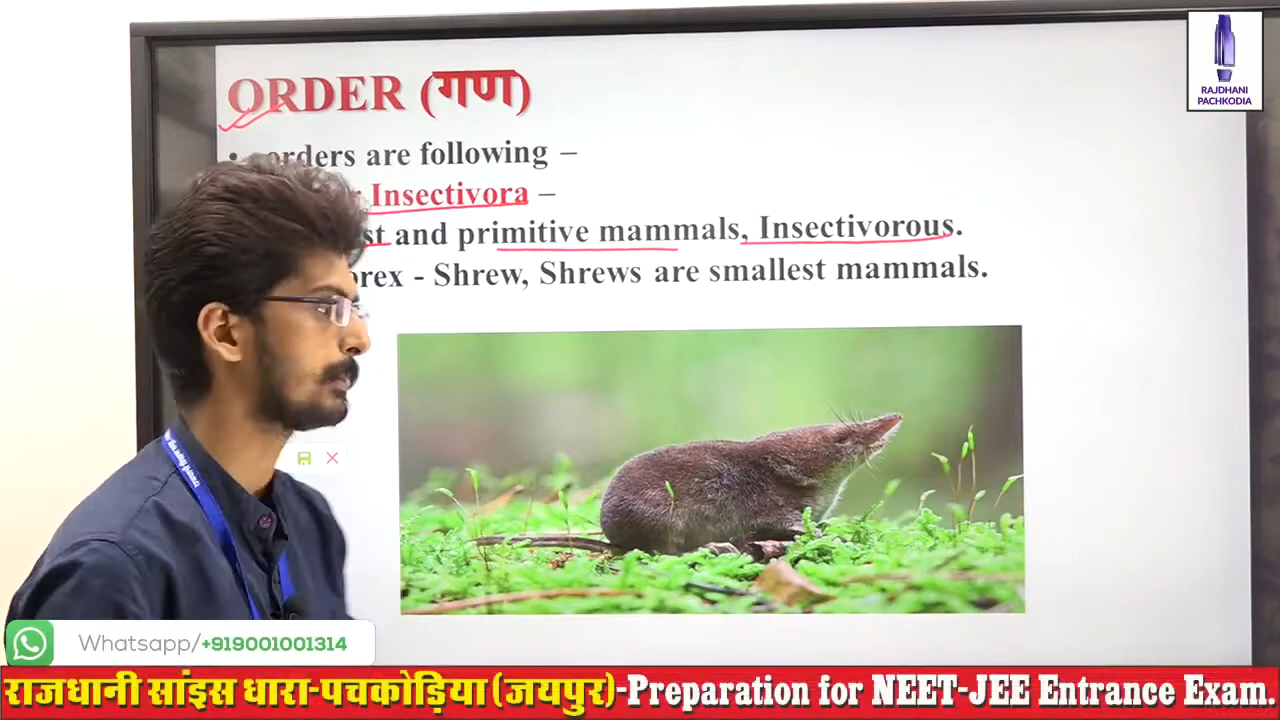 RAJDHANI
PACHKODIA
ORDER (गण)
• orders are following –
Insectivora –
and primitive mammals, Insectivorous.
- Shrew, Shrews are smallest mammals.
Whatsapp/+919001001314
राजधानी सांइस धारा-पचकोड़िया (जयपुर)-Preparation for NEET-JEE Entrance Exam.